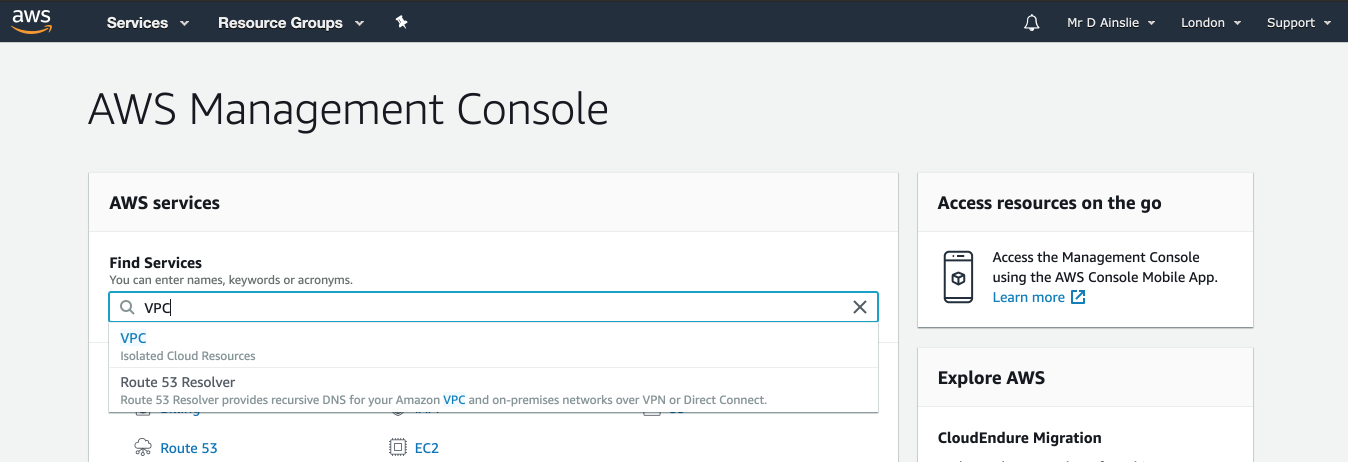 aws Services Resource Groups Mr D Ainslie London Support
AWS Management Console
AWS services
Find Services
You can enter names, keywords or acronyms.
VPC
VPC
Isolated Cloud Resources
Route 53 Resolver
Route 53 Resolver provides recursive DNS for your Amazon VPC and on-premises networks over VPN or Direct Connect.
Route 53
EC2
Access resources on the go
Access the Management Console
using the AWS Console Mobile App.
Learn more
Explore AWS
CloudEndure Migration